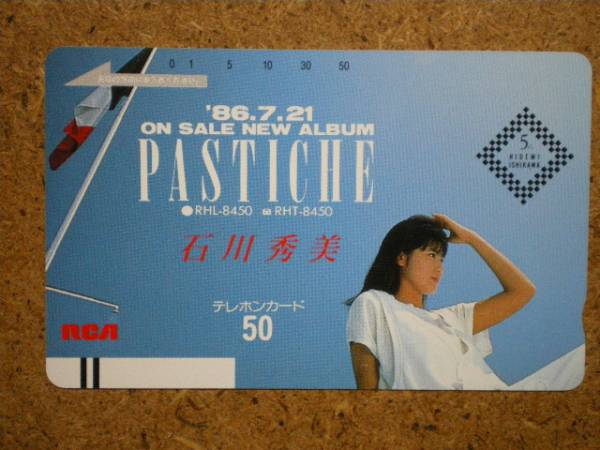 0 1 5 10 30 50
'86.7.21
ON SALE NEW ALBUM
PASTICHE
RHL-8450 RHT-8450
石川秀美
テレホンカード
50
RCA
5
HIDEMI
ISHIKAWA